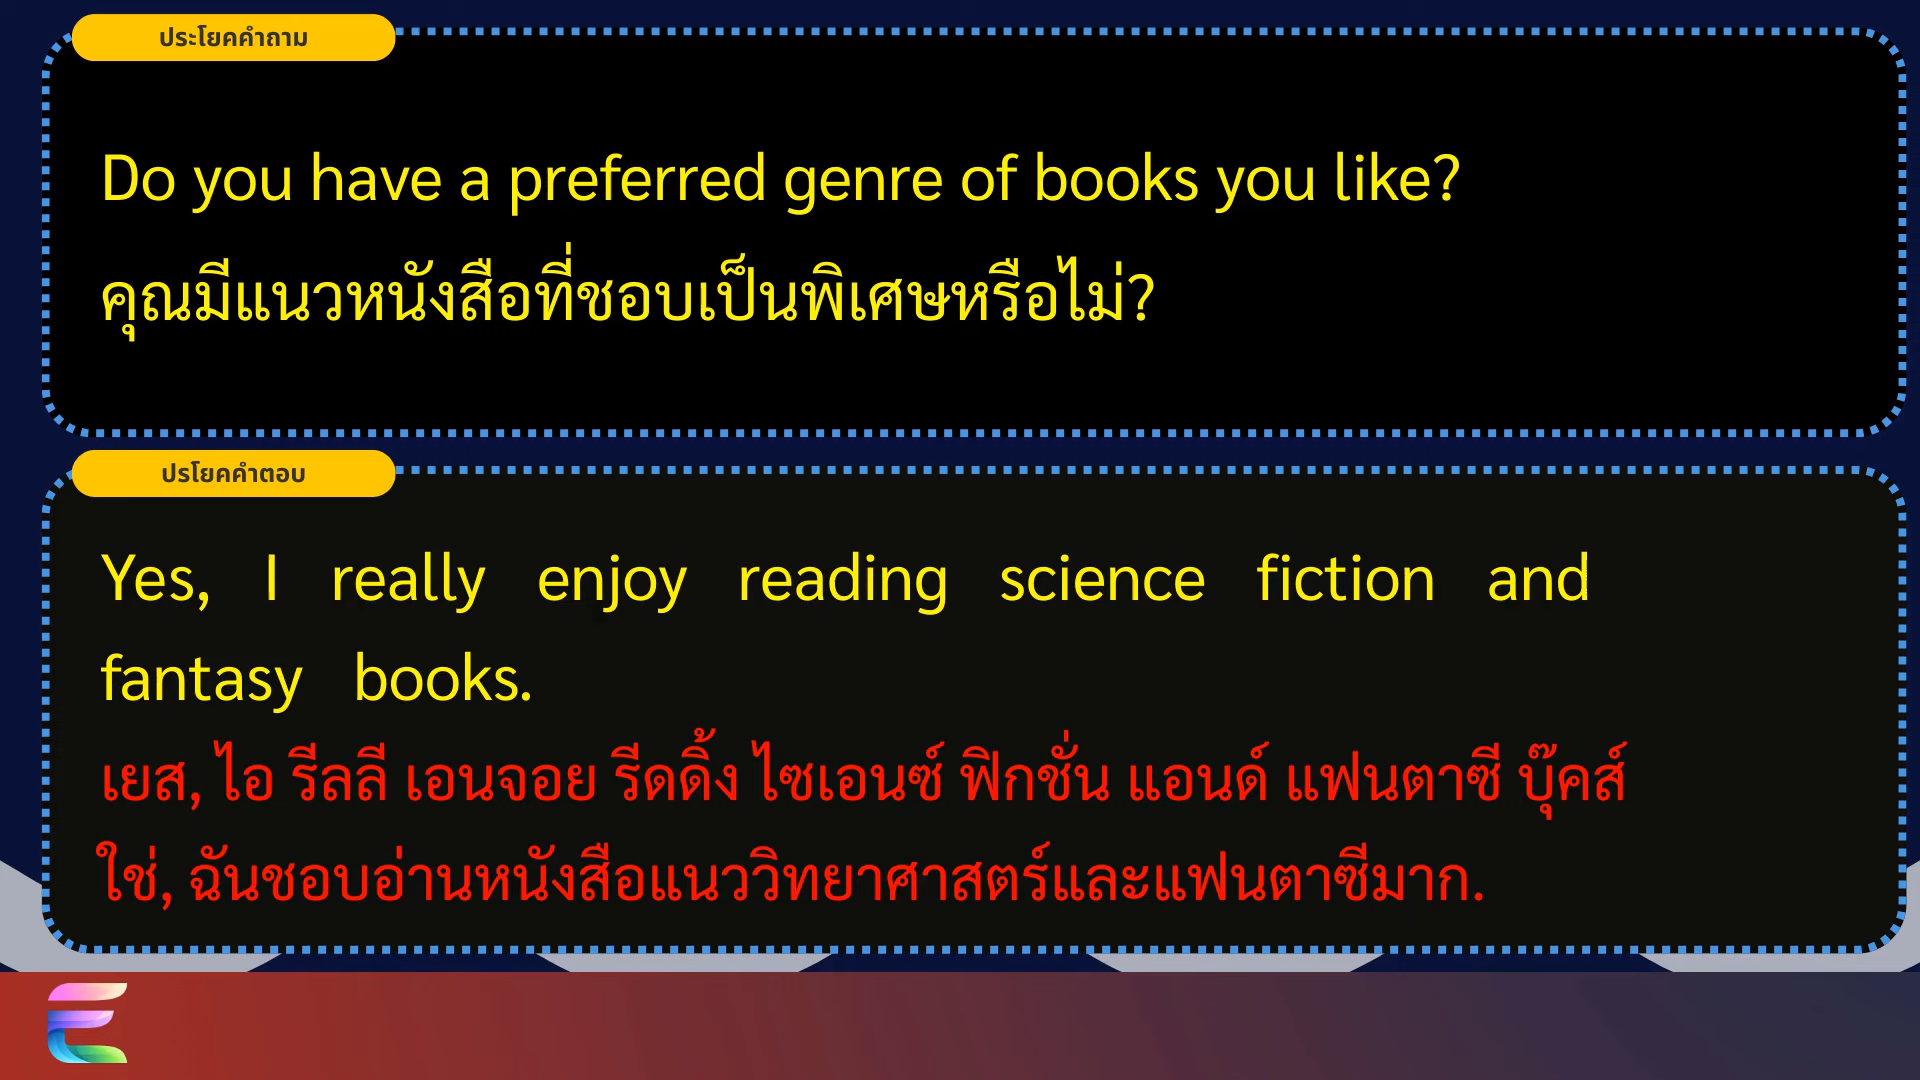 ประโยคคำถาม
Do you have a preferred genre of books you like?
คุณมีแนวหนังสือที่ชอบเป็นพิเศษหรือไม่?
ปรโยคคำตอบ
Yes, I really enjoy reading science fiction and
fantasy books.
เยส, ไอ รีลลี เอนจอย รีดดิ้ง ไซเอนซ์ ฟิกชั่น แอนด์ แฟนตาซี บุ๊คส์
ใช่, ฉันชอบอ่านหนังสือแนววิทยาศาสตร์และแฟนตาซีมาก.